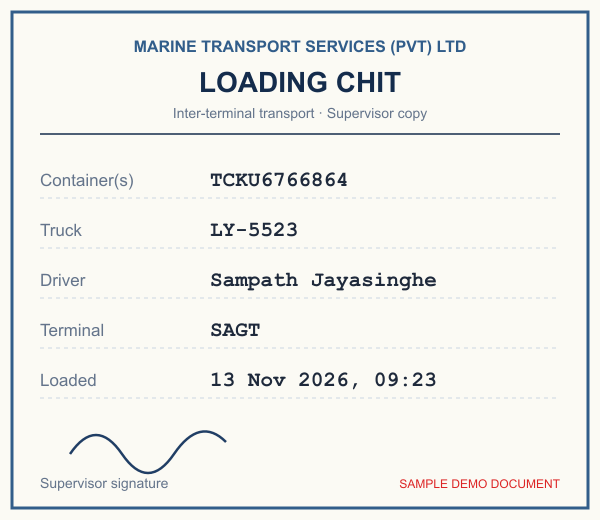 MARINE TRANSPORT SERVICES (PVT) LTD
LOADING CHIT
Inter-terminal transport · Supervisor copy
Container(s) TCKU6766864
Truck LY-5523
Driver Sampath Jayasinghe
Terminal SAGT
Loaded 13 Nov 2026, 09:23
Supervisor signature SAMPLE DEMO DOCUMENT